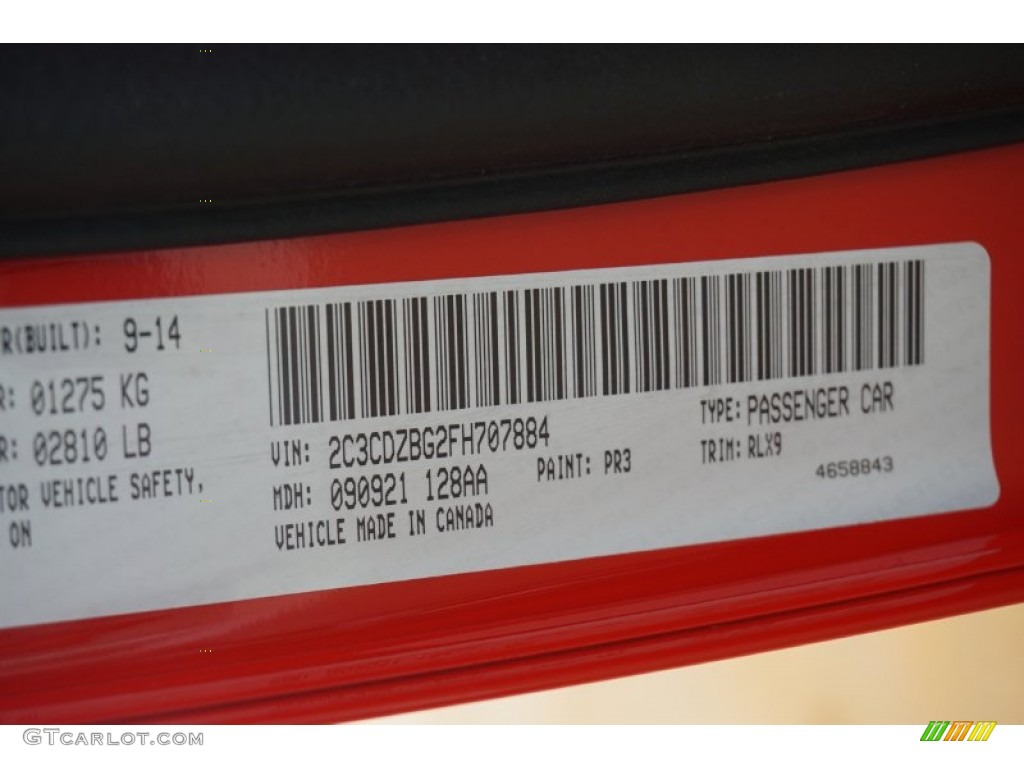 R(BUILT): 9-14
R: 01275 KG
R: 02810 LB
TOR VEHICLE SAFETY,
ON
VIN: 2C3CDZBG2FH707884
MDH: 090921 128AA
VEHICLE MADE IN CANADA
PAINT: PR3
TYPE: PASSENGER CAR
TRIM: RLX9
4658843
GTcarlot.com